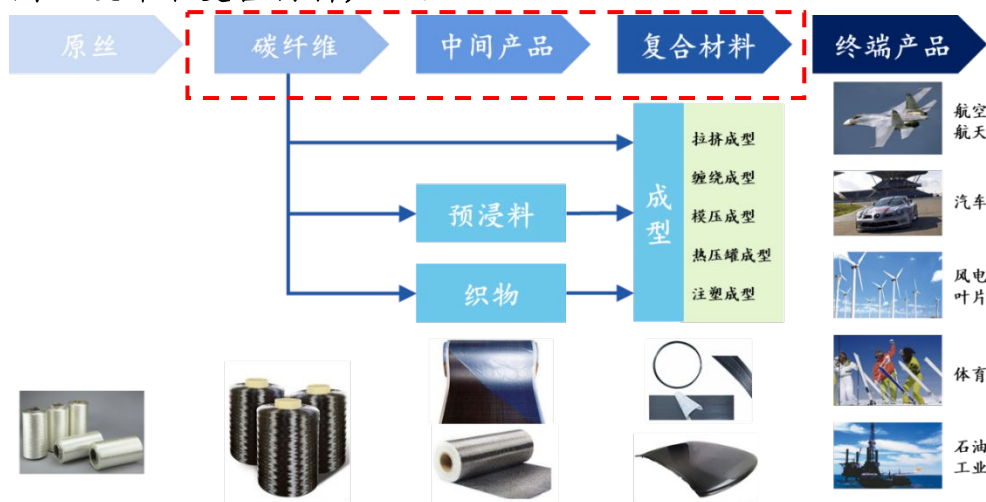 原丝
碳纤维
中间产品
复合材料
终端产品
航空
航天
拉挤成型
缠绕成型
成型
预浸料
模压成型
汽车
热压罐成型
织物
注塑成型
风电
叶片
体育
石油
工业